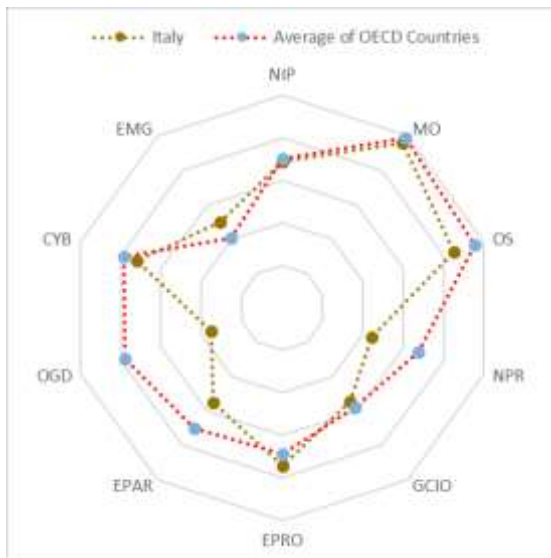 Italy
Average of OECD Countries
NIP
EMG
MO
CYB
OS
OGD
NPR
EPAR
GCIO
EPRO